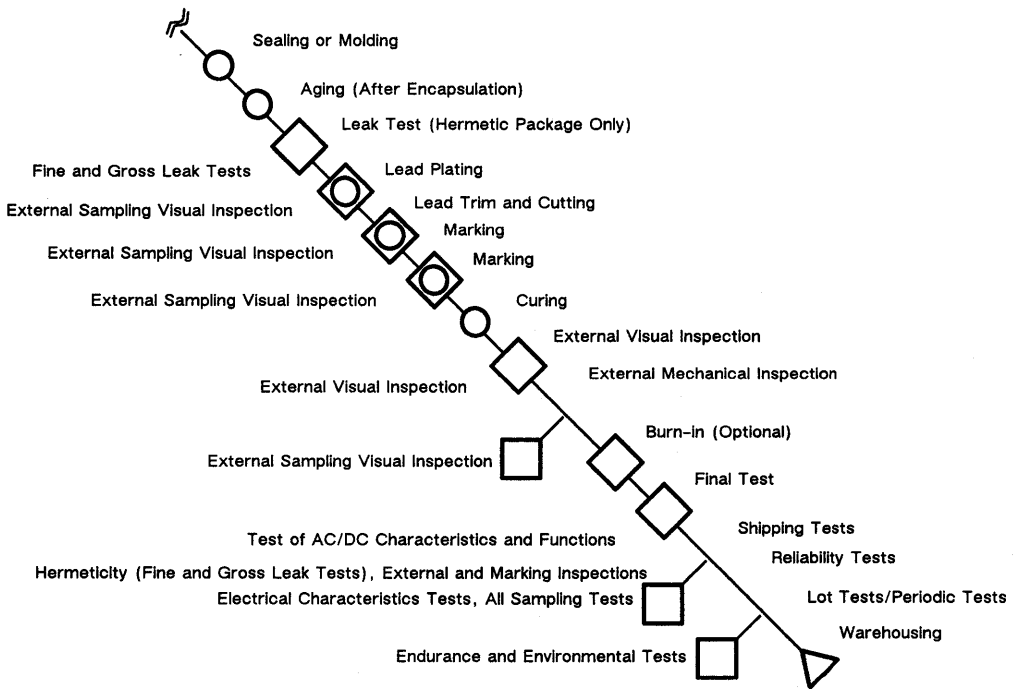 Sealing or Molding
Aging (After Encapsulation)
Leak Test (Hermetic Package Only)
Fine and Gross Leak Tests
Lead Plating
External Sampling Visual Inspection
Lead Trim and Cutting
Marking
External Sampling Visual Inspection
Marking
External Sampling Visual Inspection
Curing
External Visual Inspection
External Mechanical Inspection
External Visual Inspection
Burn-in (Optional)
External Sampling Visual Inspection
Final Test
Shipping Tests
Test of AC/DC Characteristics and Functions
Reliability Tests
Hermeticity (Fine and Gross Leak Tests), External and Marking Inspections
Electrical Characteristics Tests, All Sampling Tests
Lot Tests/Periodic Tests
Warehousing
Endurance and Environmental Tests